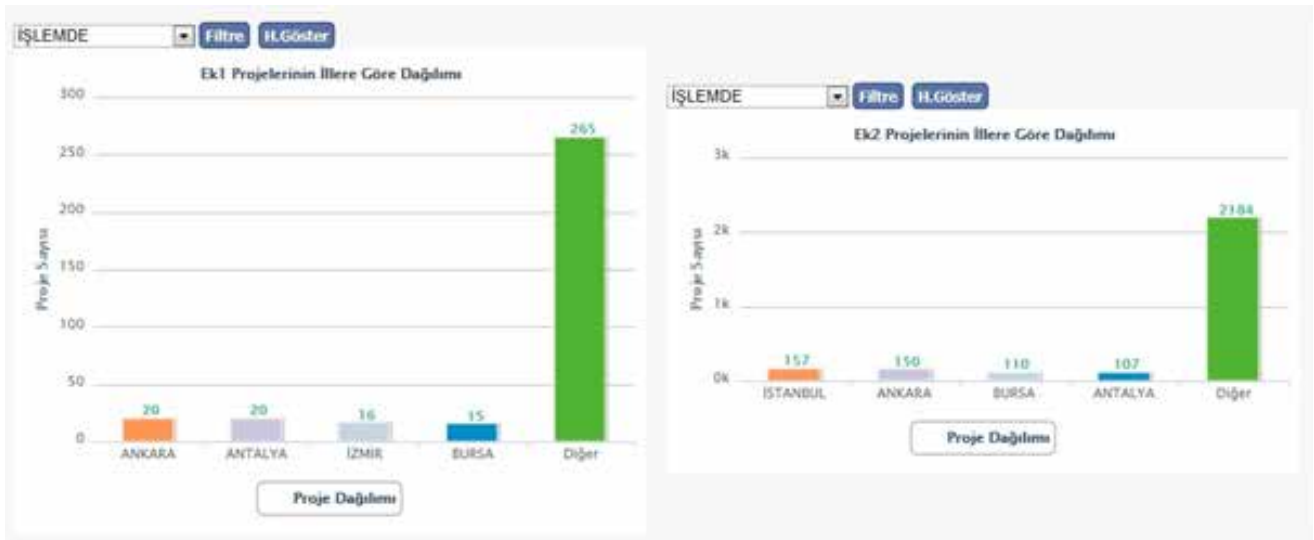 İŞLEMDE Filtre H.Göster
Ek1 Projelerinin İllere Göre Dağılımı
300
250
200
150
100
50
0
Proje Sayısı
265
20
20
16
15
ANKARA ANTALYA İZMİR BURSA Diğer
Proje Dağılımı
İŞLEMDE Filtre H.Göster
Ek2 Projelerinin İllere Göre Dağılımı
3k
2k
1k
0k
Proje Sayısı
2184
157
150
110
107
İSTANBUL ANKARA BURSA ANTALYA Diğer
Proje Dağılımı